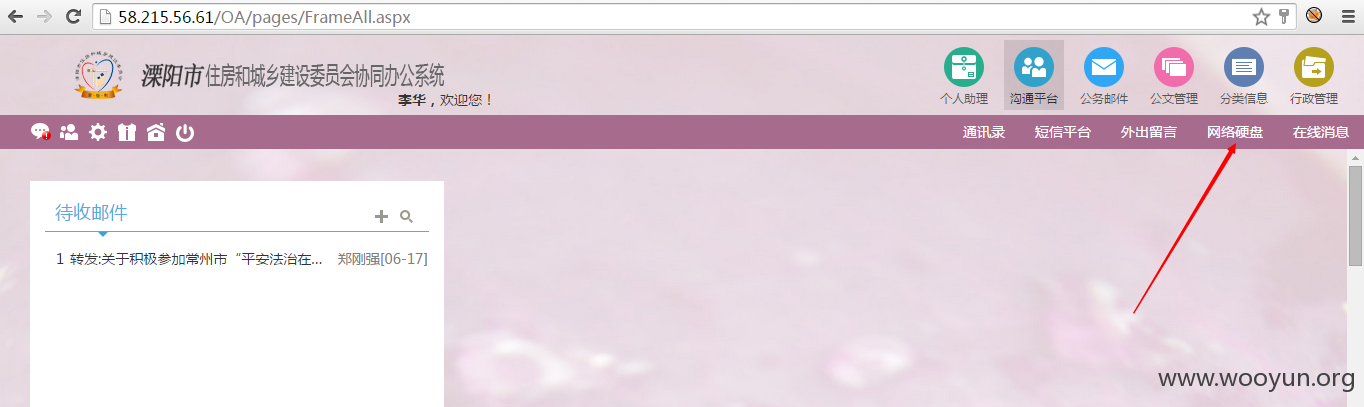 58.215.56.61/OA/pages/FrameAll.aspx
溧阳市住房和城乡建设委员会协同办公系统
李华，欢迎您！
个人助理 沟通平台 公务邮件 公文管理 分类信息 行政管理
通讯录 短信平台 外出留言 网络硬盘 在线消息
待收邮件
1 转发:关于积极参加常州市“平安法治在... 郑刚强[06-17]
www.wooyun.org